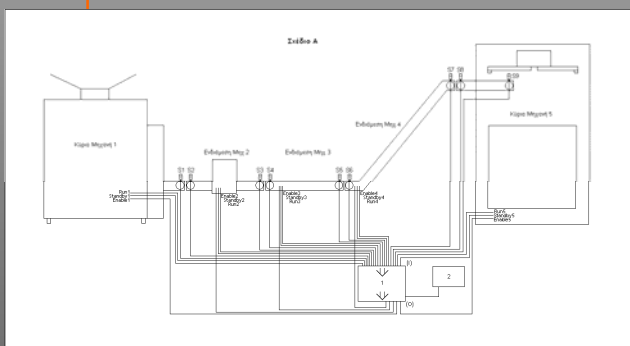 Σχέδιο Α
S7 S8
S9
Κύρια Μηχανή 5
Ενδιάμεση Μηχ 4
Κύρια Μηχανή 1
Ενδιάμεση Μηχ 2
Ενδιάμεση Μηχ 3
S1 S2
S3 S4
S5 S6
Run1
Standby1
Enable1
Enable2
Standby2
Run2
Enable3
Standby3
Run3
Enable4
Standby4
Run4
Run5
Standby5
Enable5
(I)
1
2
(O)